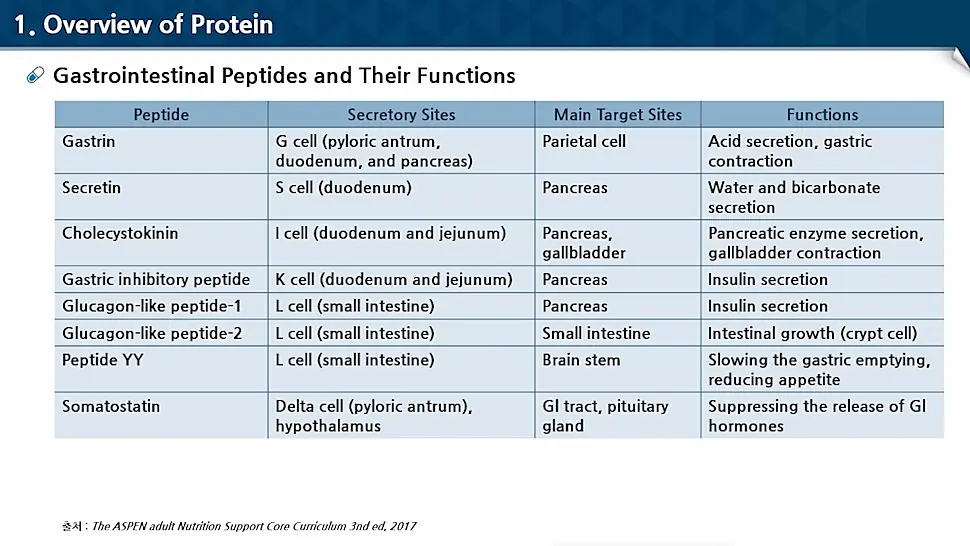 1. Overview of Protein
Gastrointestinal Peptides and Their Functions
Peptide Secretory Sites Main Target Sites Functions
Gastrin G cell (pyloric antrum, Parietal cell Acid secretion, gastric
duodenum, and pancreas) contraction
Secretin S cell (duodenum) Pancreas Water and bicarbonate
secretion
Cholecystokinin I cell (duodenum and jejunum) Pancreas, Pancreatic enzyme secretion,
gallbladder gallbladder contraction
Gastric inhibitory peptide K cell (duodenum and jejunum) Pancreas Insulin secretion
Glucagon-like peptide-1 L cell (small intestine) Pancreas Insulin secretion
Glucagon-like peptide-2 L cell (small intestine) Small intestine Intestinal growth (crypt cell)
Peptide YY L cell (small intestine) Brain stem Slowing the gastric emptying,
reducing appetite
Somatostatin Delta cell (pyloric antrum), GI tract, pituitary Suppressing the release of GI
hypothalamus gland hormones
출처 : The ASPEN adult Nutrition Support Core Curriculum 3nd ed, 2017